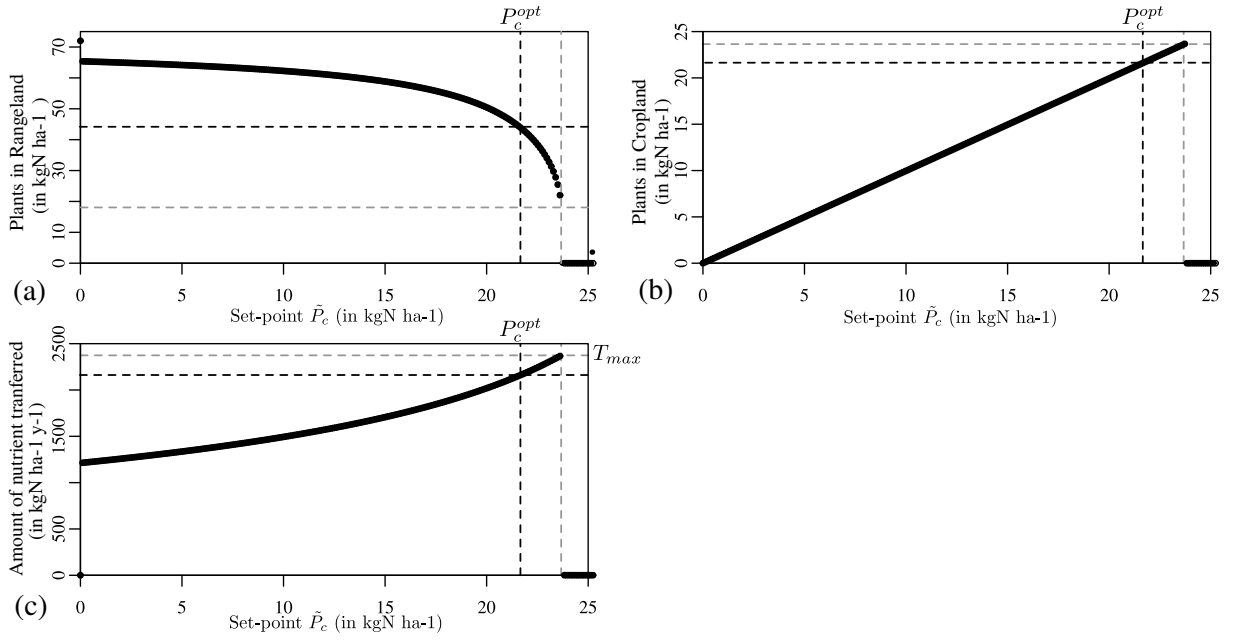 P_c^{opt}
Plants in Rangeland
(in kgN ha-1)
0 10 30 50 70
0 5 10 15 20 25
Set-point P̃_c (in kgN ha-1)
(a)
P_c^{opt}
Plants in Cropland
(in kgN ha-1)
0 5 10 15 20 25
0 5 10 15 20 25
Set-point P̃_c (in kgN ha-1)
(b)
P_c^{opt}
T_{max}
Amount of nutrient tranferred
(in kgN ha-1 y-1)
0 500 1500 2500
0 5 10 15 20 25
Set-point P̃_c (in kgN ha-1)
(c)